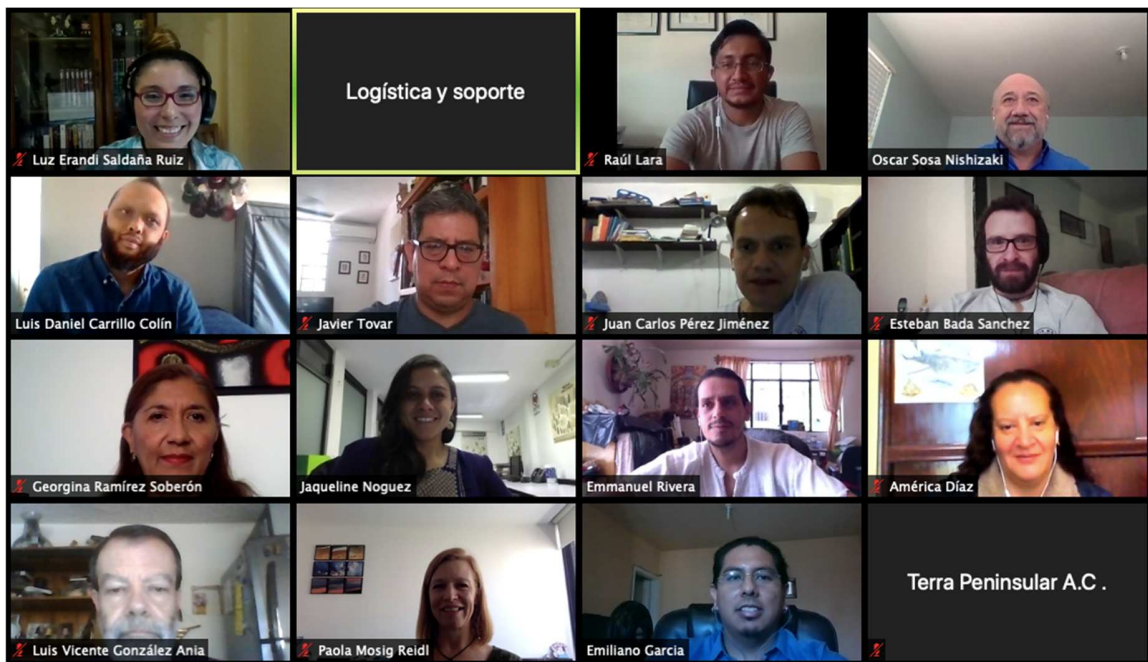 Luz Erandi Saldaña Ruiz
Logística y soporte
Raúl Lara
Oscar Sosa Nishizaki
Luis Daniel Carrillo Colín
Javier Tovar
Juan Carlos Pérez Jiménez
Esteban Bada Sanchez
Georgina Ramírez Soberón
Jaqueline Noguez
Emmanuel Rivera
América Díaz
Luis Vicente González Ania
Paola Mosig Reidl
Emiliano Garcia
Terra Peninsular A.C .